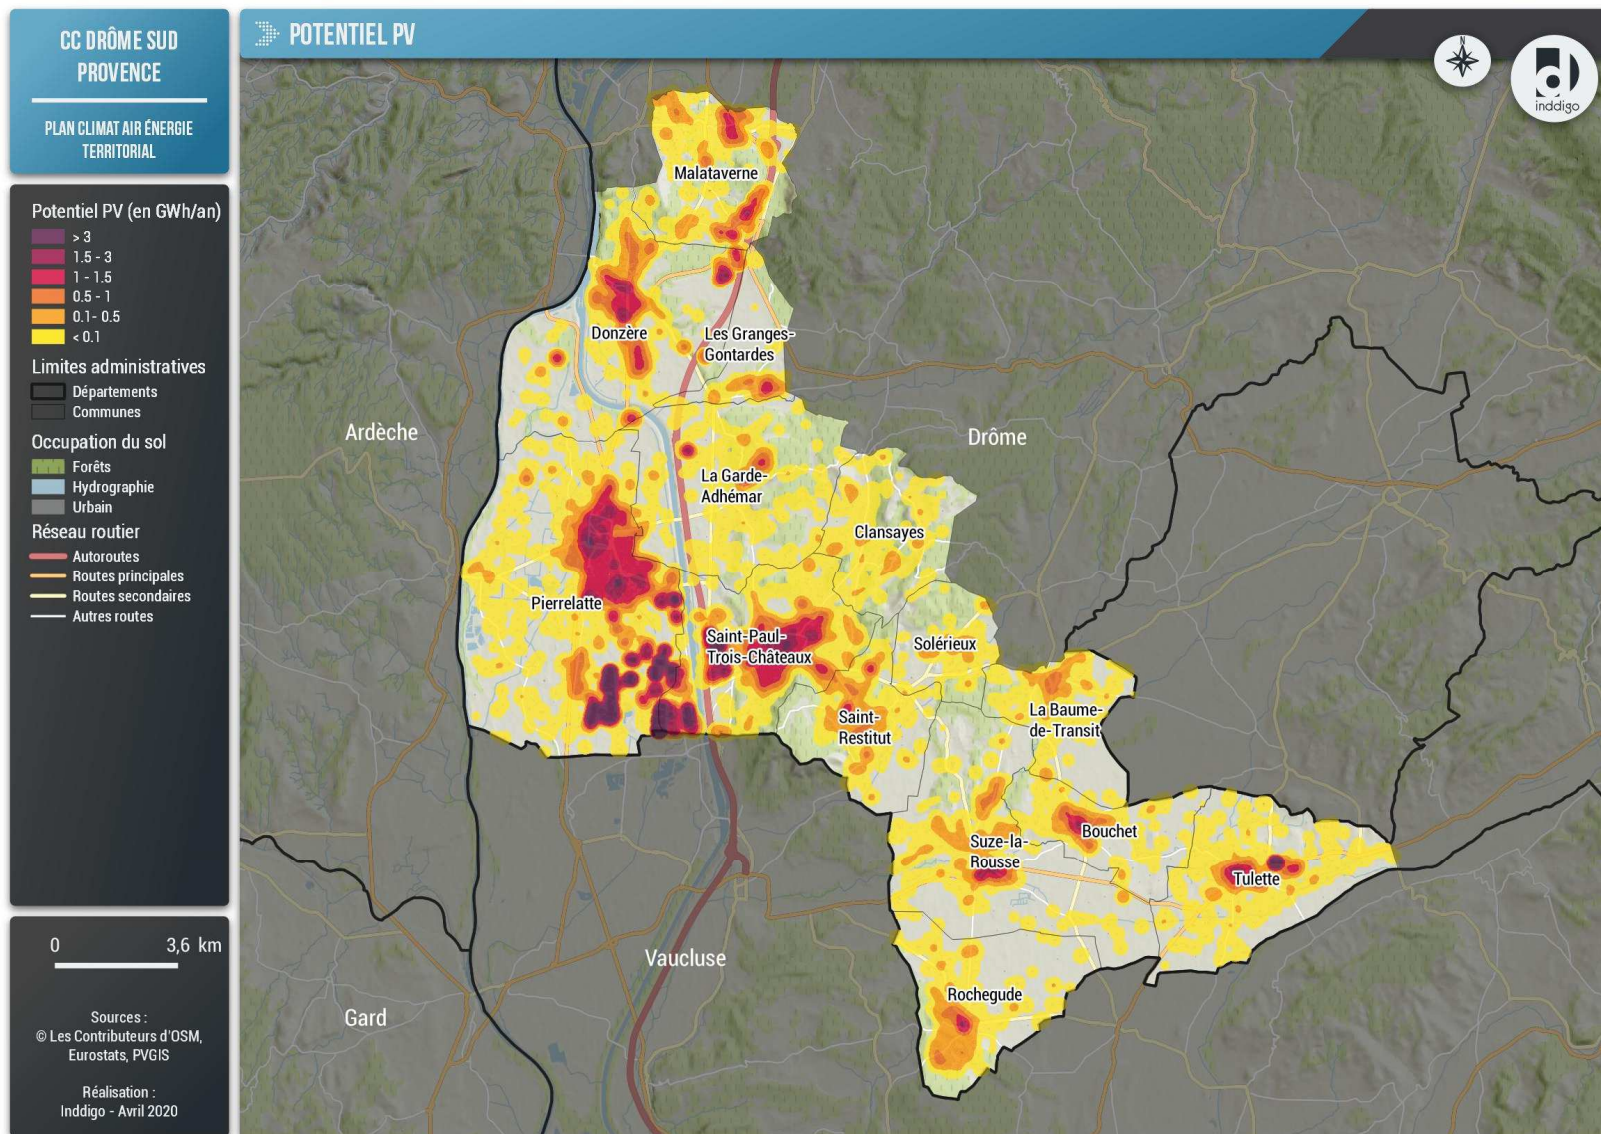 CC DRÔME SUD
PROVENCE
PLAN CLIMAT AIR ÉNERGIE
TERRITORIAL
POTENTIEL PV
N
inddigo
Potentiel PV (en GWh/an)
> 3
1.5 - 3
1 - 1.5
0.5 - 1
0.1- 0.5
< 0.1
Limites administratives
Départements
Communes
Occupation du sol
Forêts
Hydrographie
Urbain
Réseau routier
Autoroutes
Routes principales
Routes secondaires
Autres routes
0 3,6 km
Sources :
© Les Contributeurs d'OSM,
Eurostats, PVGIS
Réalisation :
Inddigo - Avril 2020
Malataverne
Donzère
Les Granges-
Gontardes
Ardèche
Drôme
La Garde-
Adhémar
Clansayes
Pierrelatte
Saint-Paul-
Trois-Châteaux
Solérieux
Saint-
Restitut
La Baume-
de-Transit
Suze-la-
Rousse
Bouchet
Tulette
Vaucluse
Rochegude
Gard